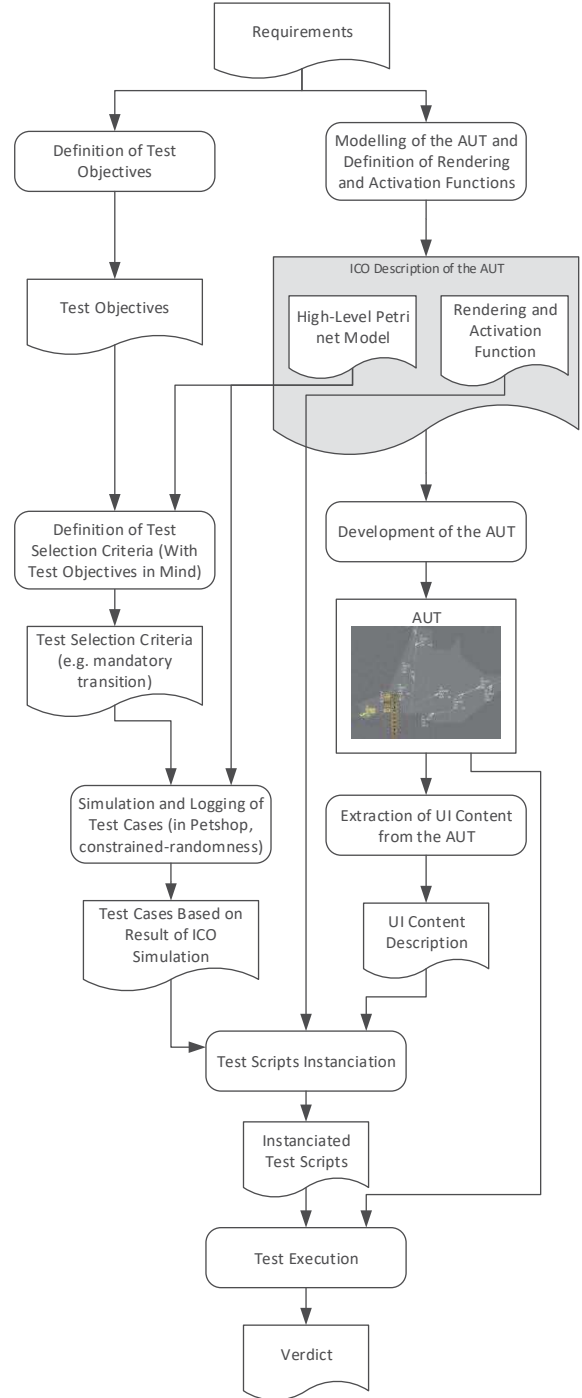 Requirements
Definition of Test
Objectives
Modelling of the AUT and
Definition of Rendering
and Activation Functions
ICO Description of the AUT
Test Objectives
High-Level Petri
net Model
Rendering and
Activation
Function
Definition of Test
Selection Criteria (With
Test Objectives in Mind)
Development of the AUT
Test Selection Criteria
(e.g. mandatory
transition)
AUT
Simulation and Logging of
Test Cases (in Petshop,
constrained-randomness)
Extraction of UI Content
from the AUT
Test Cases Based on
Result of ICO
Simulation
UI Content
Description
Test Scripts Instanciation
Instanciated
Test Scripts
Test Execution
Verdict